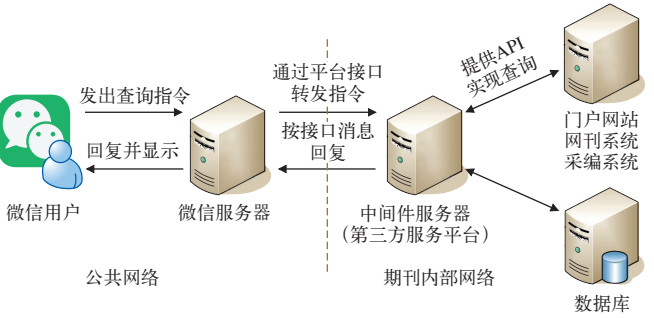 发出查询指令
回复并显示
微信用户
微信服务器
通过平台接口
转发指令
按接口消息
回复
中间件服务器
（第三方服务平台）
提供API
实现查询
门户网站
网刊系统
采编系统
数据库
公共网络
期刊内部网络